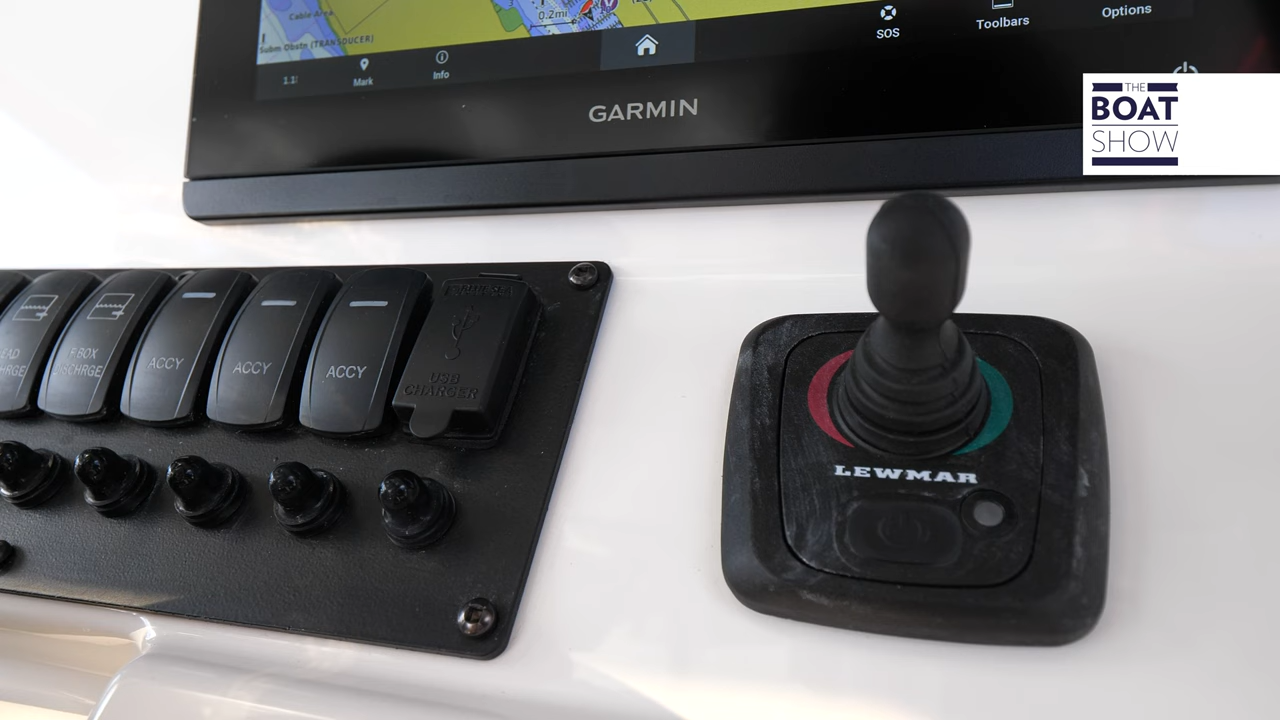 Cable Area
0.2mi
Subm Obstn (TRANSDUCER)
Mark
Info
SOS
Toolbars
Options
GARMIN
THE
BOAT
SHOW
F BOX
ACCY
ACCY
ACCY
USB
CHARGER
LEWMAR